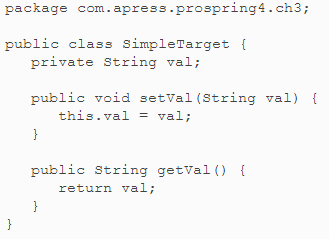 package com.apress.prospring4.ch3;

public class SimpleTarget {
   private String val;

   public void setVal(String val) {
      this.val = val;
   }

   public String getVal() {
      return val;
   }
}